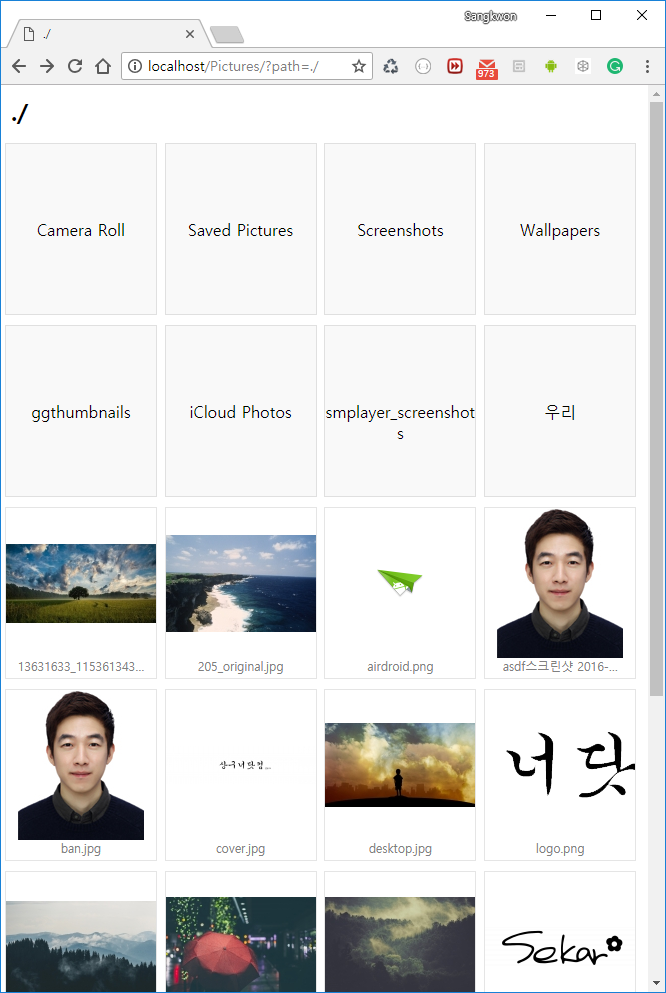 Sangkwon
./
localhost/Pictures/?path=./
973
./
Camera Roll
Saved Pictures
Screenshots
Wallpapers
ggthumbnails
iCloud Photos
smplayer_screenshot
s
우리
13631633_115361343...
205_original.jpg
airdroid.png
asdf스크린샷 2016-...
ban.jpg
cover.jpg
desktop.jpg
너 닷
logo.png
Sekar